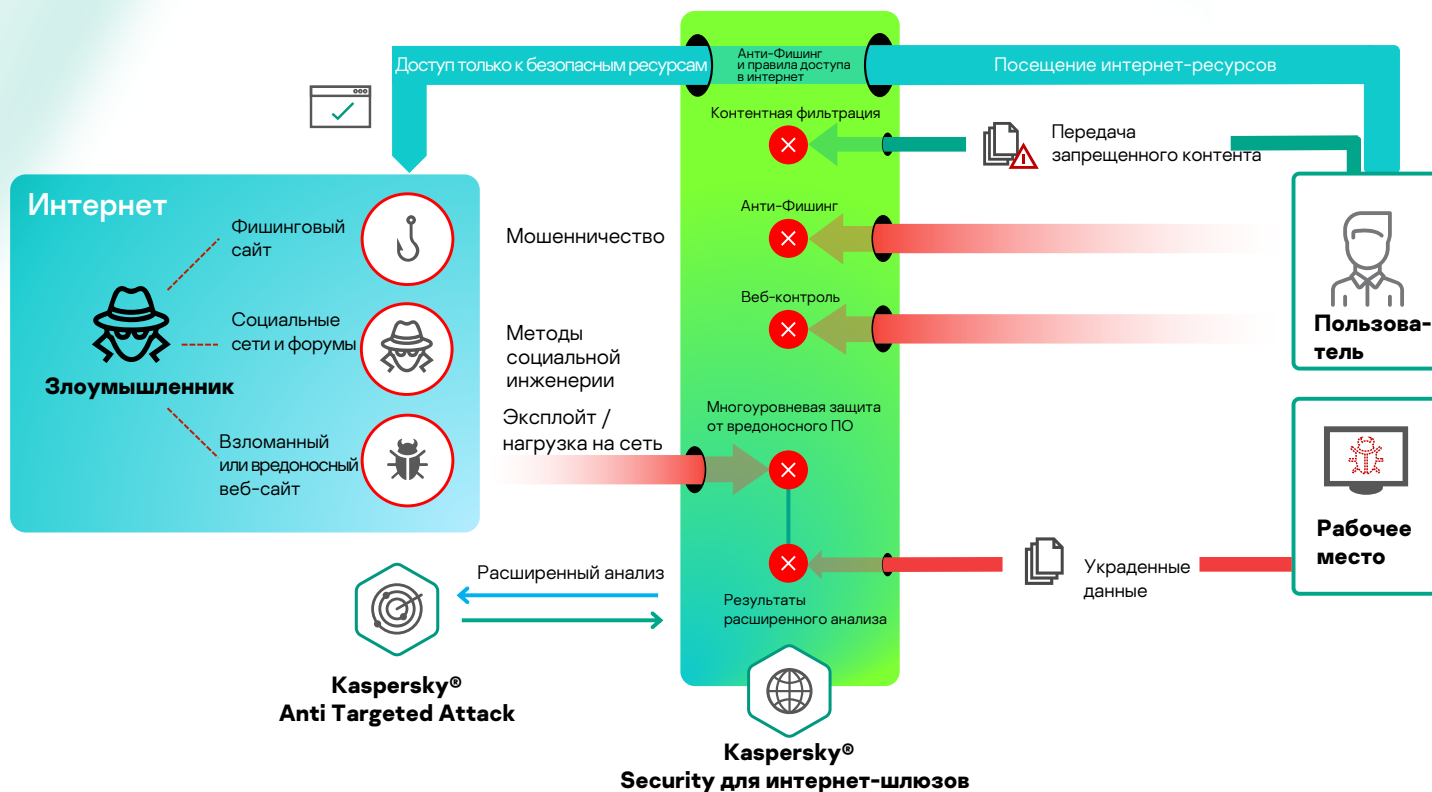 Доступ только к безопасным ресурсам
Анти-Фишинг
и правила доступа
в интернет
Посещение интернет-ресурсов
Контентная фильтрация
Передача
запрещенного контента
Интернет
Фишинговый
сайт
Мошенничество
Анти-Фишинг
Социальные
сети и форумы
Методы
социальной
инженерии
Веб-контроль
Пользова-
тель
Злоумышленник
Взломанный
или вредоносный
веб-сайт
Эксплойт /
нагрузка на сеть
Многоуровневая защита
от вредоносного ПО
Рабочее
место
Украденные
данные
Расширенный анализ
Результаты
расширенного анализа
Kaspersky®
Anti Targeted Attack
Kaspersky®
Security для интернет-шлюзов